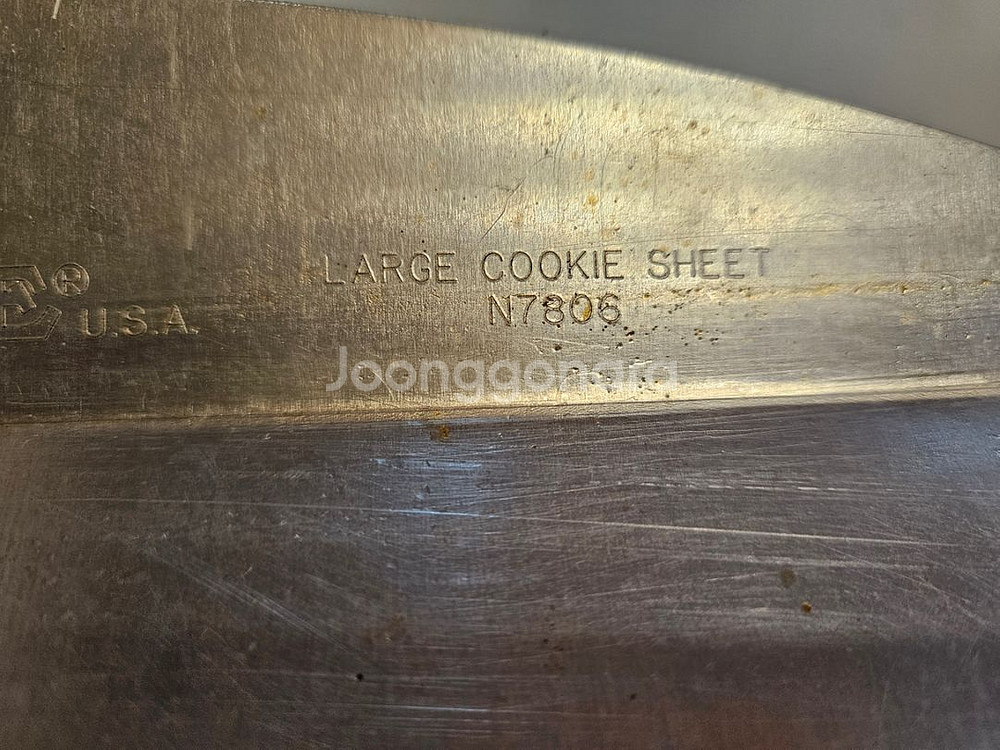 LARGE COOKIE SHEET
N7806
®
U.S.A.
Joonggonara